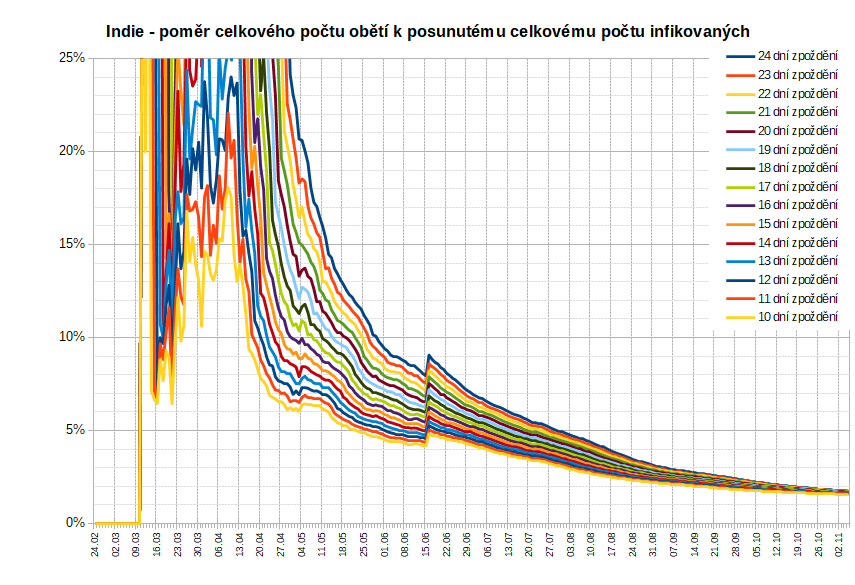 Indie - poměr celkového počtu obětí k posunutému celkovému počtu infikovaných
25%
20%
15%
10%
5%
0%
24 dní zpoždění
23 dní zpoždění
22 dní zpoždění
21 dní zpoždění
20 dní zpoždění
19 dní zpoždění
18 dní zpoždění
17 dní zpoždění
16 dní zpoždění
15 dní zpoždění
14 dní zpoždění
13 dní zpoždění
12 dní zpoždění
11 dní zpoždění
10 dní zpoždění
24.02
02.03
09.03
16.03
23.03
30.03
06.04
13.04
20.04
27.04
04.05
11.05
18.05
25.05
01.06
08.06
15.06
22.06
29.06
06.07
13.07
20.07
27.07
03.08
10.08
17.08
24.08
31.08
07.09
14.09
21.09
28.09
05.10
12.10
19.10
26.10
02.11